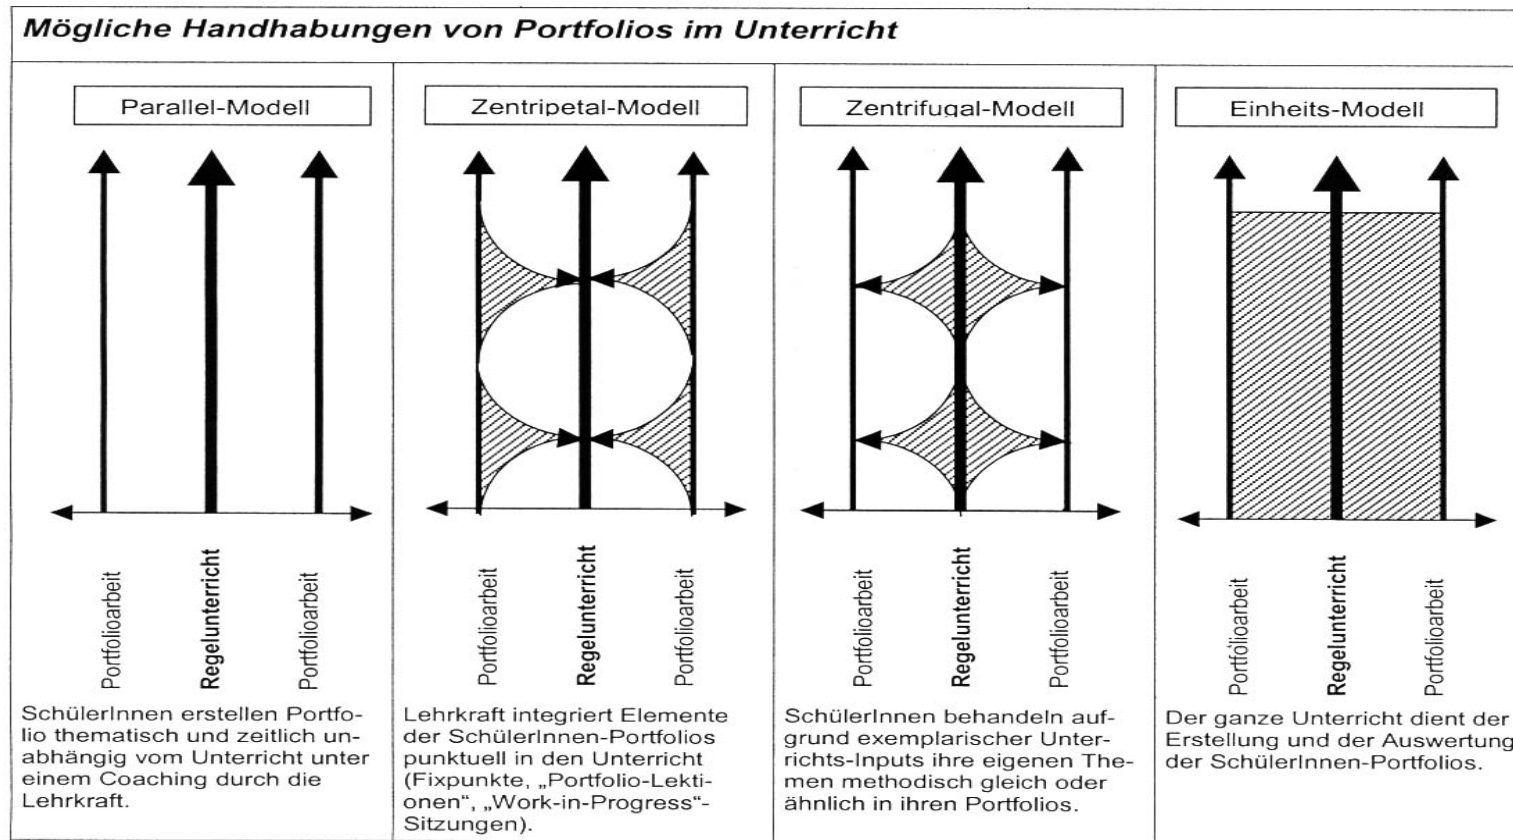 Mögliche Handhabungen von Portfolios im Unterricht
Parallel-Modell
Portfolioarbeit
Regelunterricht
Portfolioarbeit
SchülerInnen erstellen Portfo-
lio thematisch und zeitlich un-
abhängig vom Unterricht unter
einem Coaching durch die
Lehrkraft.
Zentripetal-Modell
Portfolioarbeit
Regelunterricht
Portfolioarbeit
Lehrkraft integriert Elemente
der SchülerInnen-Portfolios
punktuell in den Unterricht
(Fixpunkte, „Portfolio-Lekti-
onen“, „Work-in-Progress“-
Sitzungen).
Zentrifugal-Modell
Portfolioarbeit
Regelunterricht
Portfolioarbeit
SchülerInnen behandeln auf-
grund exemplarischer Unter-
richts-Inputs ihre eigenen The-
men methodisch gleich oder
ähnlich in ihren Portfolios.
Einheits-Modell
Portfolioarbeit
Regelunterricht
Portfolioarbeit
Der ganze Unterricht dient der
Erstellung und der Auswertung
der SchülerInnen-Portfolios.